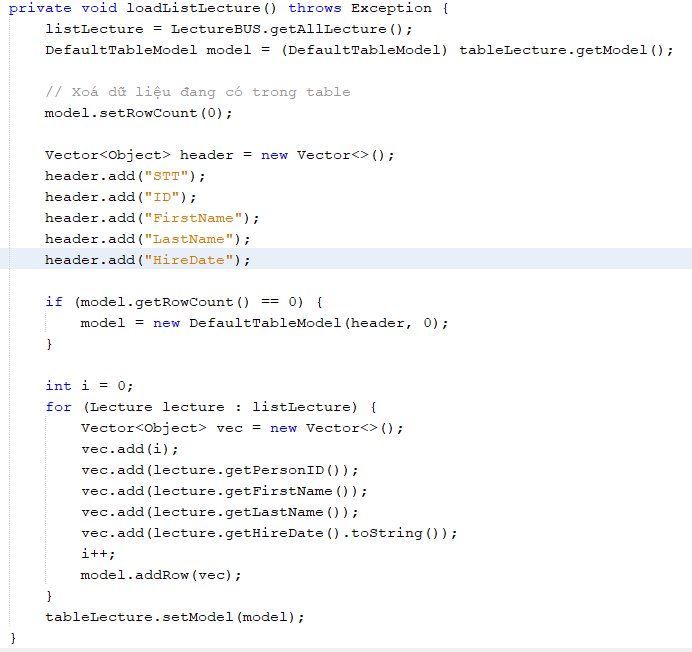 private void loadListLecture() throws Exception {
    listLecture = LectureBUS.getAllLecture();
    DefaultTableModel model = (DefaultTableModel) tableLecture.getModel();
    // Xoá dữ liệu đang có trong table
    model.setRowCount(0);
    Vector<Object> header = new Vector<>();
    header.add("STT");
    header.add("ID");
    header.add("FirstName");
    header.add("LastName");
    header.add("HireDate");
    if (model.getRowCount() == 0) {
        model = new DefaultTableModel(header, 0);
    }
    int i = 0;
    for (Lecture lecture : listLecture) {
        Vector<Object> vec = new Vector<>();
        vec.add(i);
        vec.add(lecture.getPersonID());
        vec.add(lecture.getFirstName());
        vec.add(lecture.getLastName());
        vec.add(lecture.getHireDate().toString());
        i++;
        model.addRow(vec);
    }
    tableLecture.setModel(model);
}